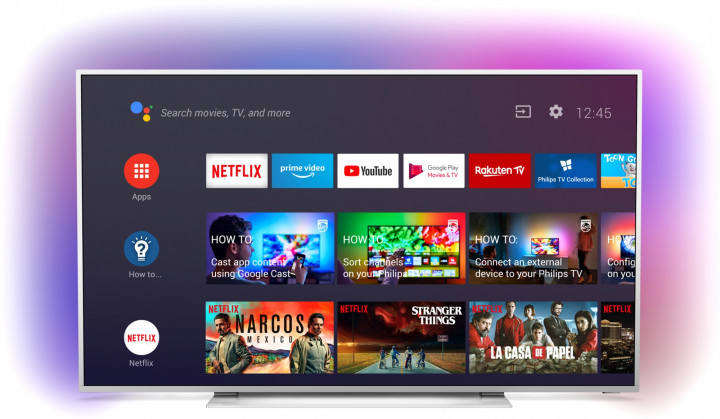 Search movies, TV, and more
12:45
NETFLIX
prime video
YouTube
Google Play
Movies & TV
Rakuten TV
Philips TV Collection
TOON G
Apps
HOW TO:
Cast app content
using Google Cast
HOW TO:
Sort channels
on your Philips
HOW TO:
Connect an external
device to your Philips TV
HOW
Config
on you
How to...
NETFLIX
NARCOS
MEXICO
NETFLIX
STRANGER
THINGS
NETFLIX
LA CASA DE PAPEL
NETFLIX
NETFLIX
Netflix